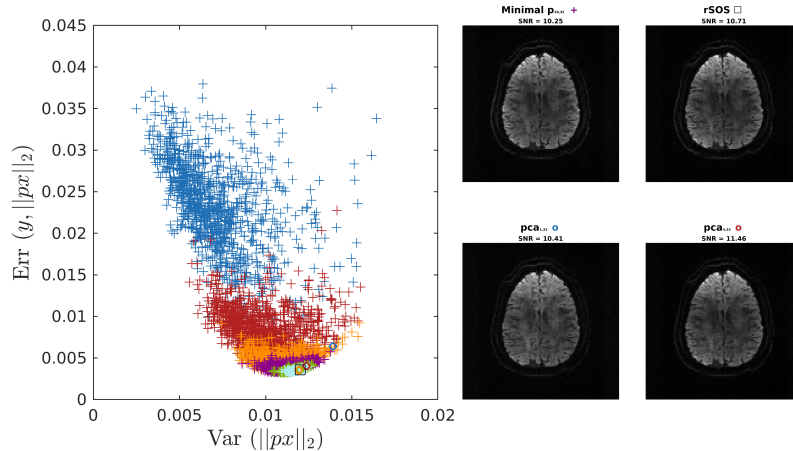 0.045
0.04
0.035
0.03
0.025
0.02
0.015
0.01
0.005
0
Err (y, ||px||₂)
0 0.005 0.01 0.015 0.02
Var (||px||₂)
Minimal p +
SNR = 10.25
rSOS □
SNR = 10.71
pca
SNR = 10.41
pca
SNR = 11.46